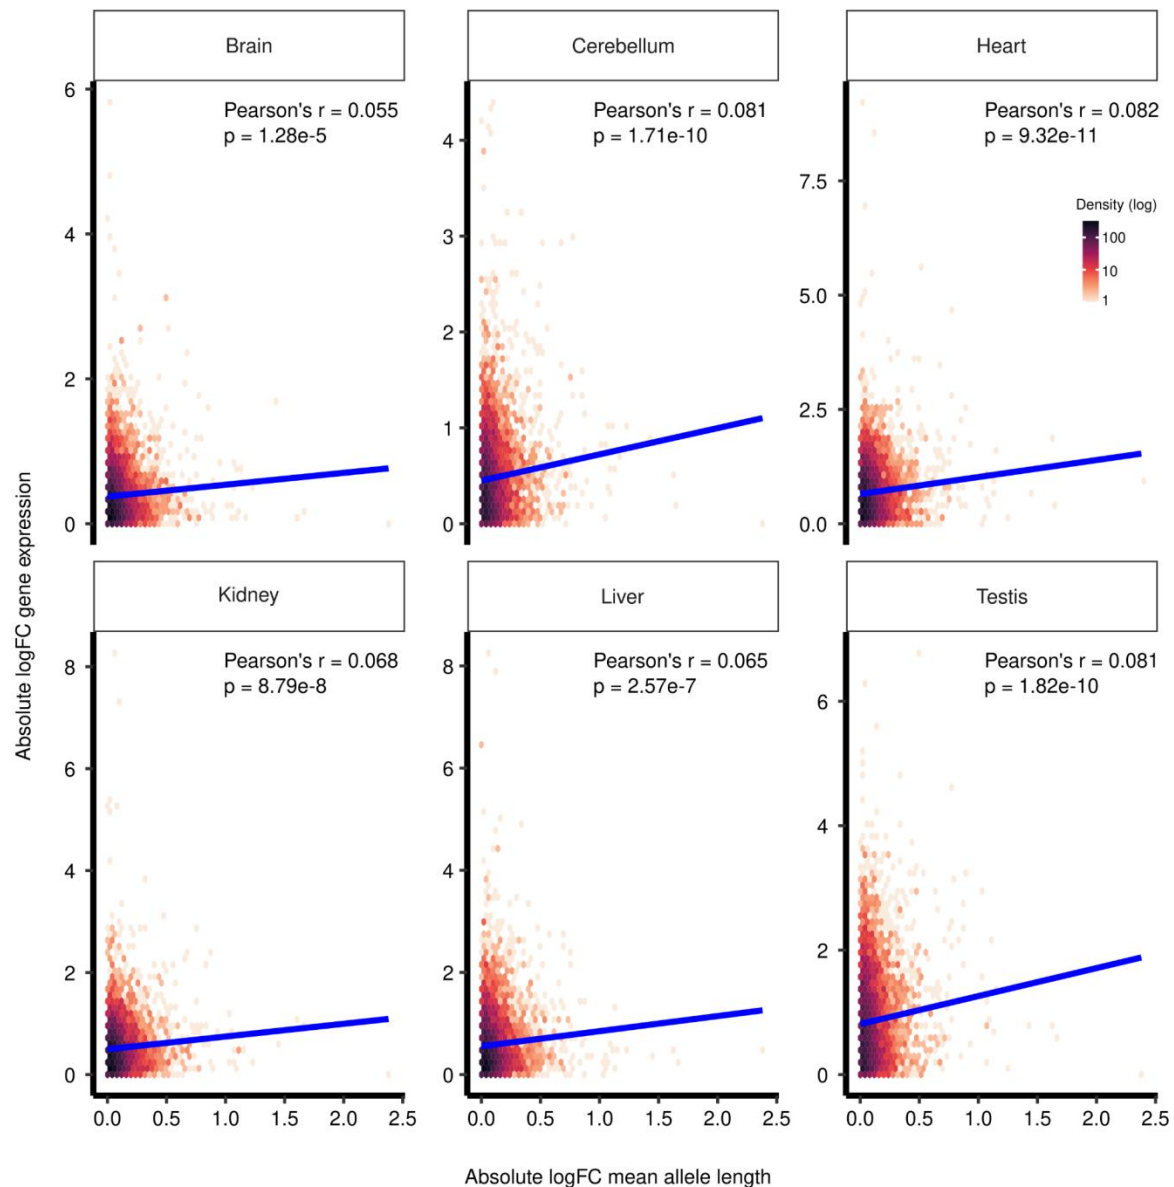 Brain
Cerebellum
Heart
Pearson's r = 0.055
p = 1.28e-5
Pearson's r = 0.081
p = 1.71e-10
Pearson's r = 0.082
p = 9.32e-11
6
4
2
0
4
3
2
1
0
7.5
5.0
2.5
0.0
Density (log)
100
10
1
Absolute logFC gene expression
Kidney
Liver
Testis
Pearson's r = 0.068
p = 8.79e-8
Pearson's r = 0.065
p = 2.57e-7
Pearson's r = 0.081
p = 1.82e-10
8
6
4
2
0
8
6
4
2
0
6
4
2
0
0.0 0.5 1.0 1.5 2.0 2.5
0.0 0.5 1.0 1.5 2.0 2.5
0.0 0.5 1.0 1.5 2.0 2.5
Absolute logFC mean allele length